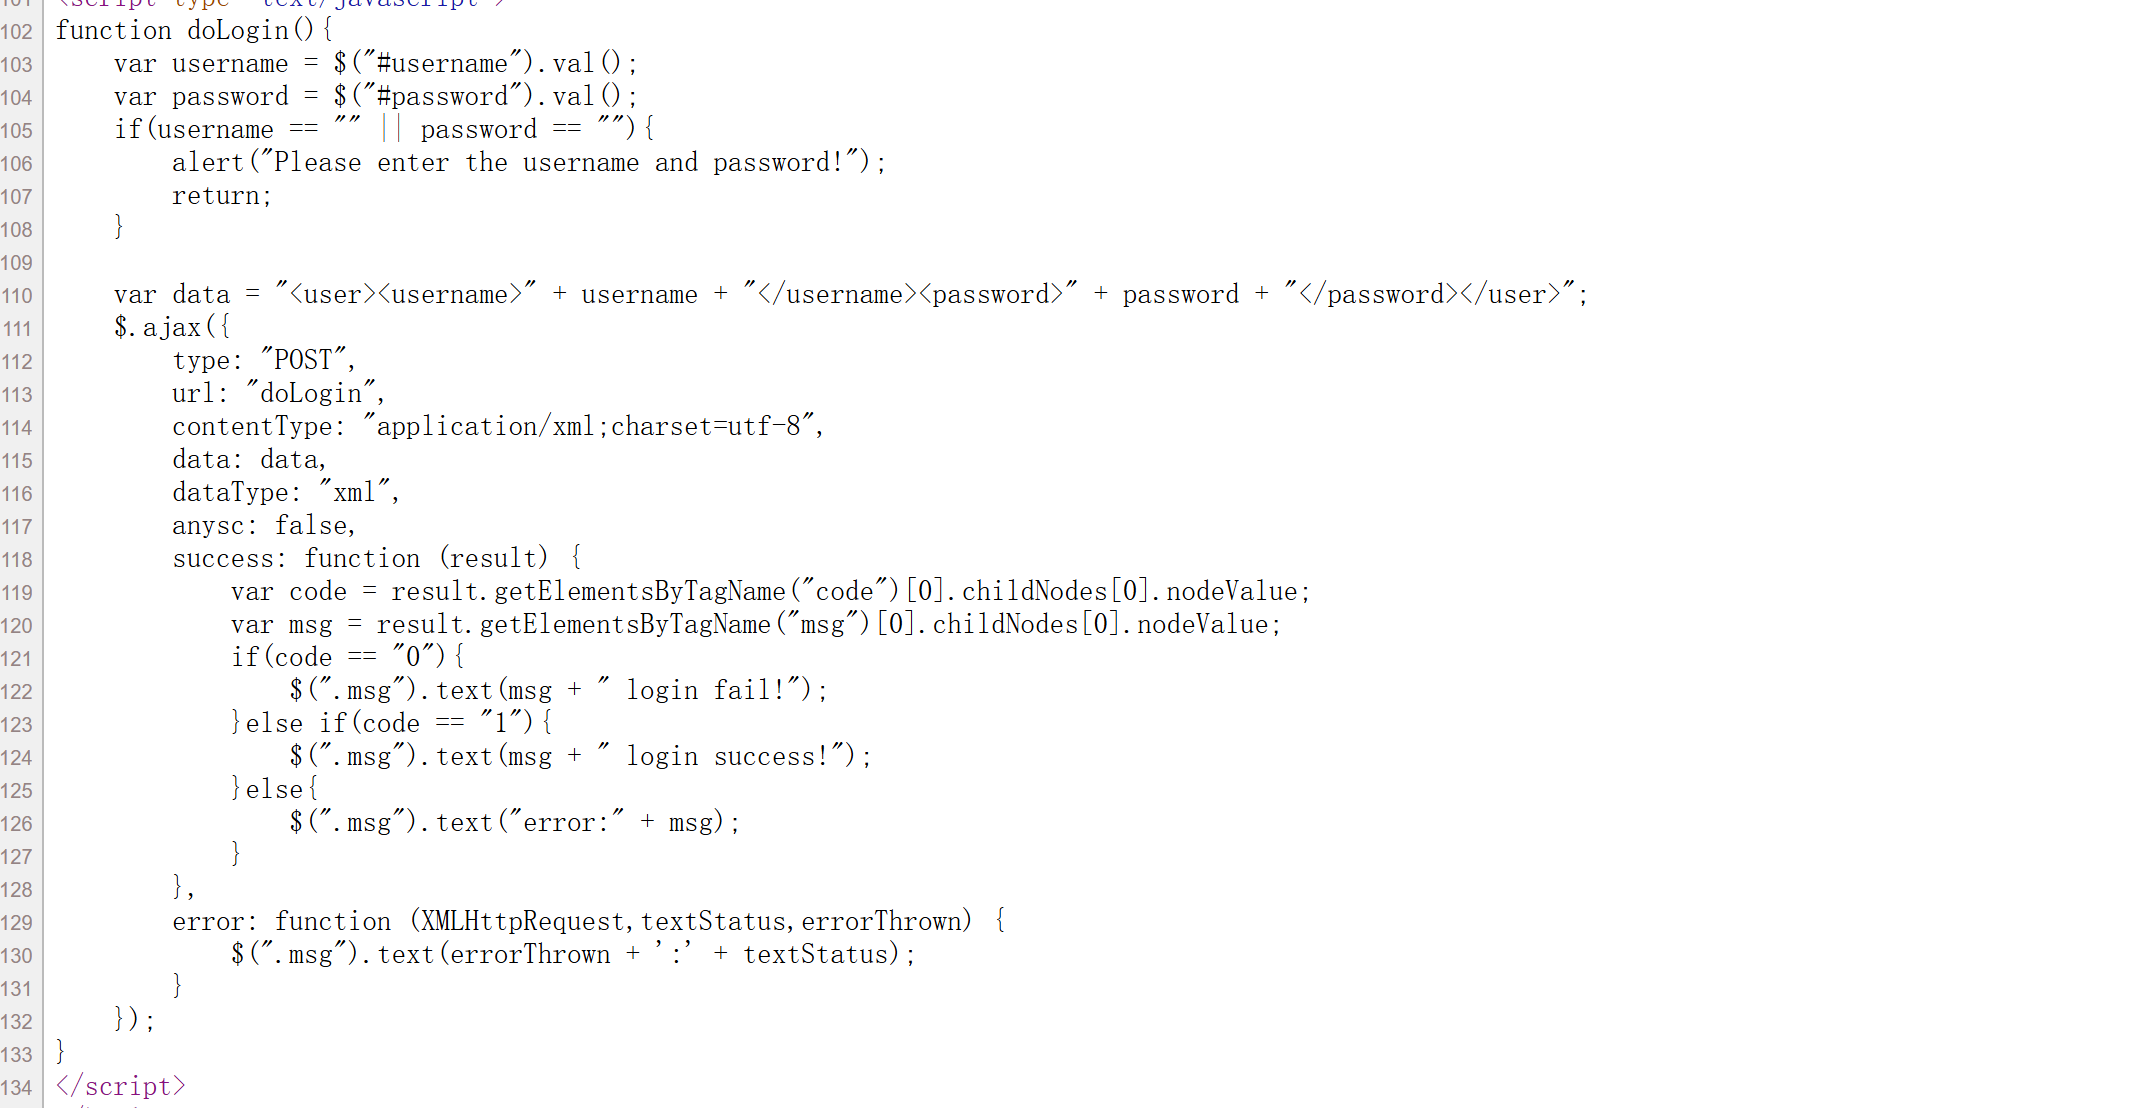 101 <script type="text/javascript">
102 function doLogin(){
103     var username = $("#username").val();
104     var password = $("#password").val();
105     if(username == "" || password == ""){
106         alert("Please enter the username and password!");
107         return;
108     }
109
110     var data = "<user><username>" + username + "</username><password>" + password + "</password></user>";
111     $.ajax({
112         type: "POST",
113         url: "doLogin",
114         contentType: "application/xml;charset=utf-8",
115         data: data,
116         dataType: "xml",
117         anysc: false,
118         success: function (result) {
119             var code = result.getElementsByTagName("code")[0].childNodes[0].nodeValue;
120             var msg = result.getElementsByTagName("msg")[0].childNodes[0].nodeValue;
121             if(code == "0"){
122                 $(".msg").text(msg + " login fail!");
123             }else if(code == "1"){
124                 $(".msg").text(msg + " login success!");
125             }else{
126                 $(".msg").text("error:" + msg);
127             }
128         },
129         error: function (XMLHttpRequest,textStatus,errorThrown) {
130             $(".msg").text(errorThrown + ':' + textStatus);
131         }
132     });
133 }
134 </script>